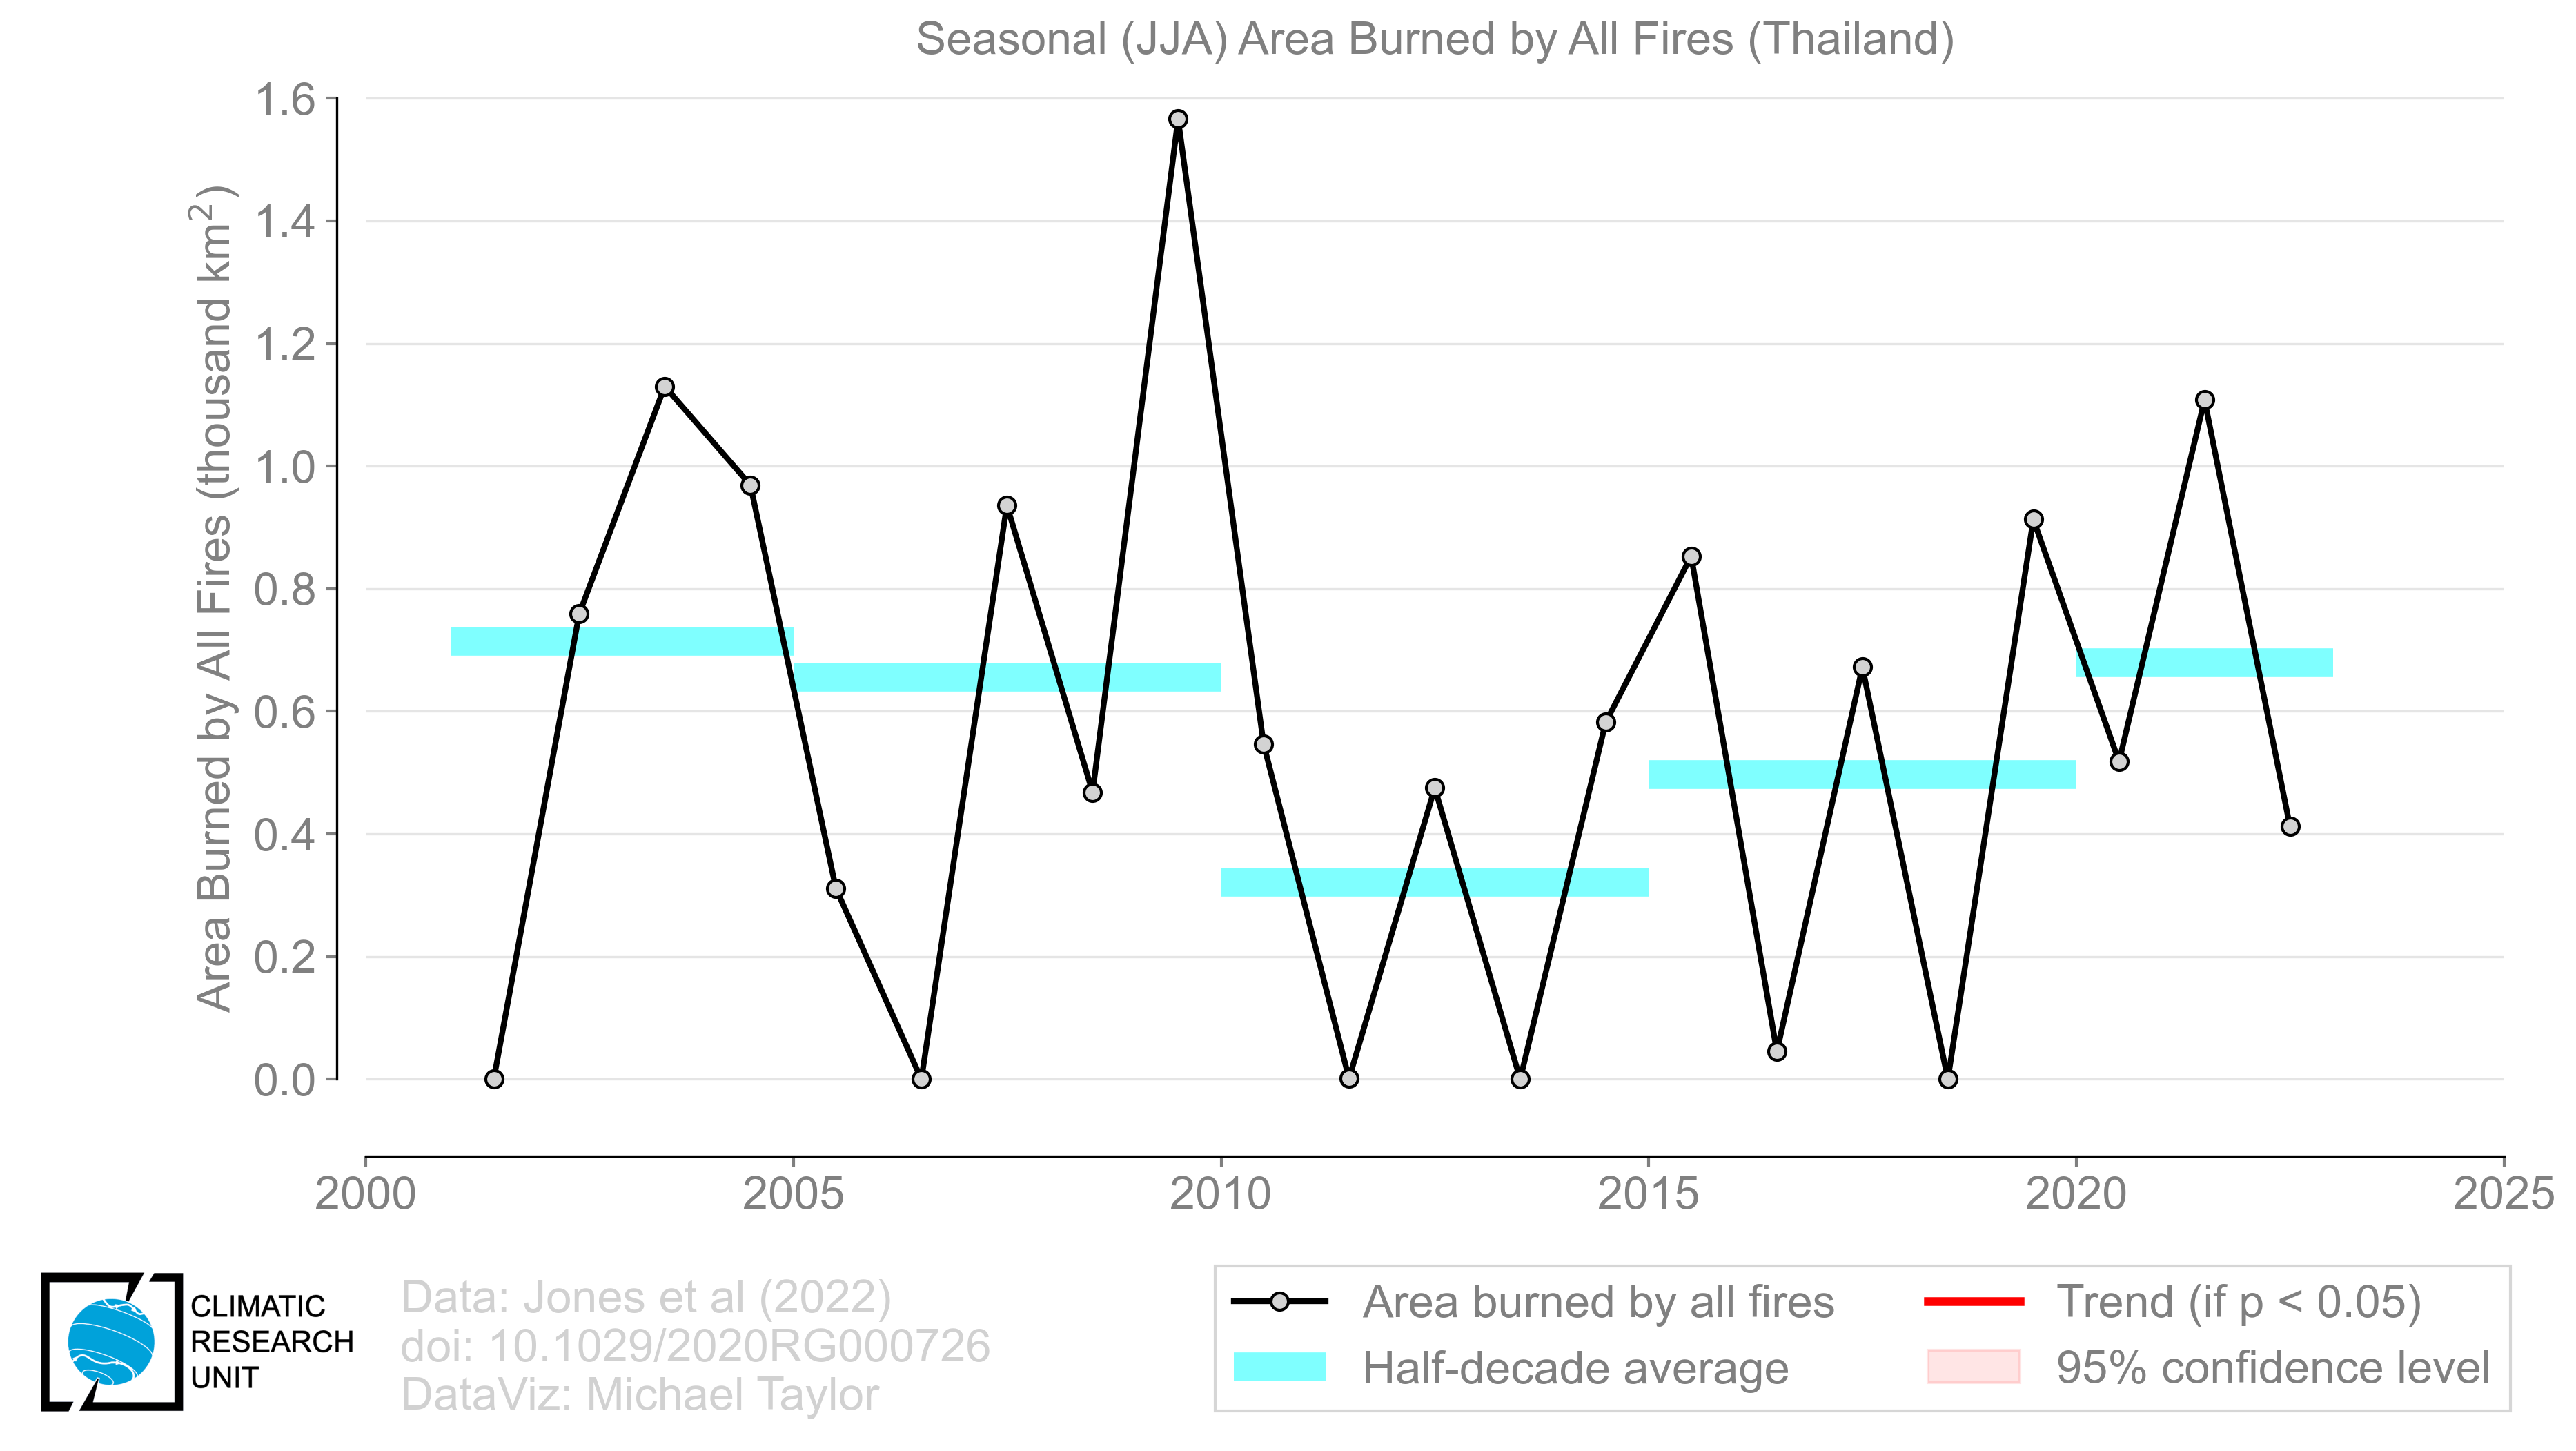 Seasonal (JJA) Area Burned by All Fires (Thailand)
Area Burned by All Fires (thousand km²)
1.6
1.4
1.2
1.0
0.8
0.6
0.4
0.2
0.0
2000 2005 2010 2015 2020 2025
CLIMATIC
RESEARCH
UNIT
Data: Jones et al (2022)
doi: 10.1029/2020RG000726
DataViz: Michael Taylor
Area burned by all fires
Half-decade average
Trend (if p < 0.05)
95% confidence level